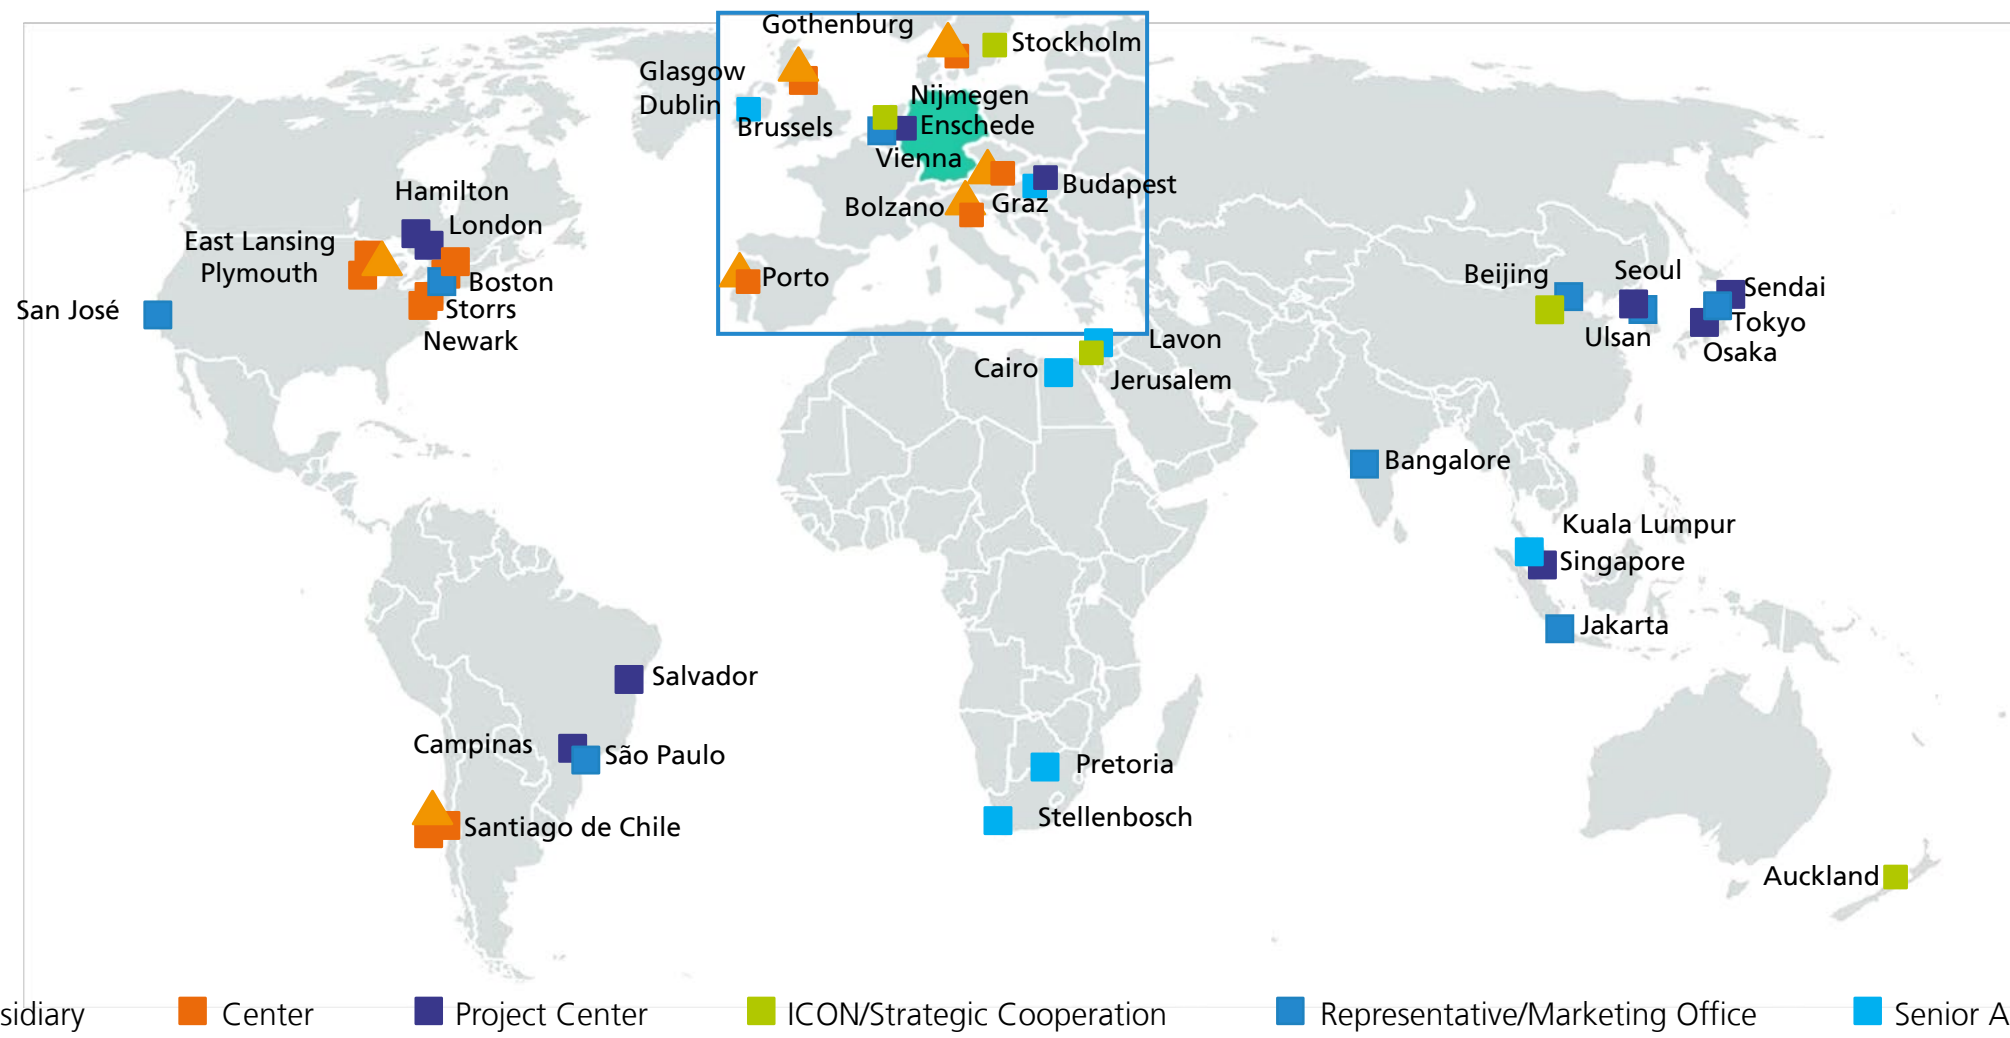 Gothenburg
Stockholm
Glasgow
Dublin
Nijmegen
Brussels
Enschede
Vienna
Budapest
Bolzano
Graz
Porto
Hamilton
London
East Lansing
Plymouth
Boston
San José
Storrs
Newark
Beijing
Seoul
Sendai
Tokyo
Ulsan
Osaka
Lavon
Cairo
Jerusalem
Bangalore
Kuala Lumpur
Singapore
Jakarta
Salvador
Campinas
São Paulo
Pretoria
Santiago de Chile
Stellenbosch
Auckland
sidiary
Center
Project Center
ICON/Strategic Cooperation
Representative/Marketing Office
Senior A